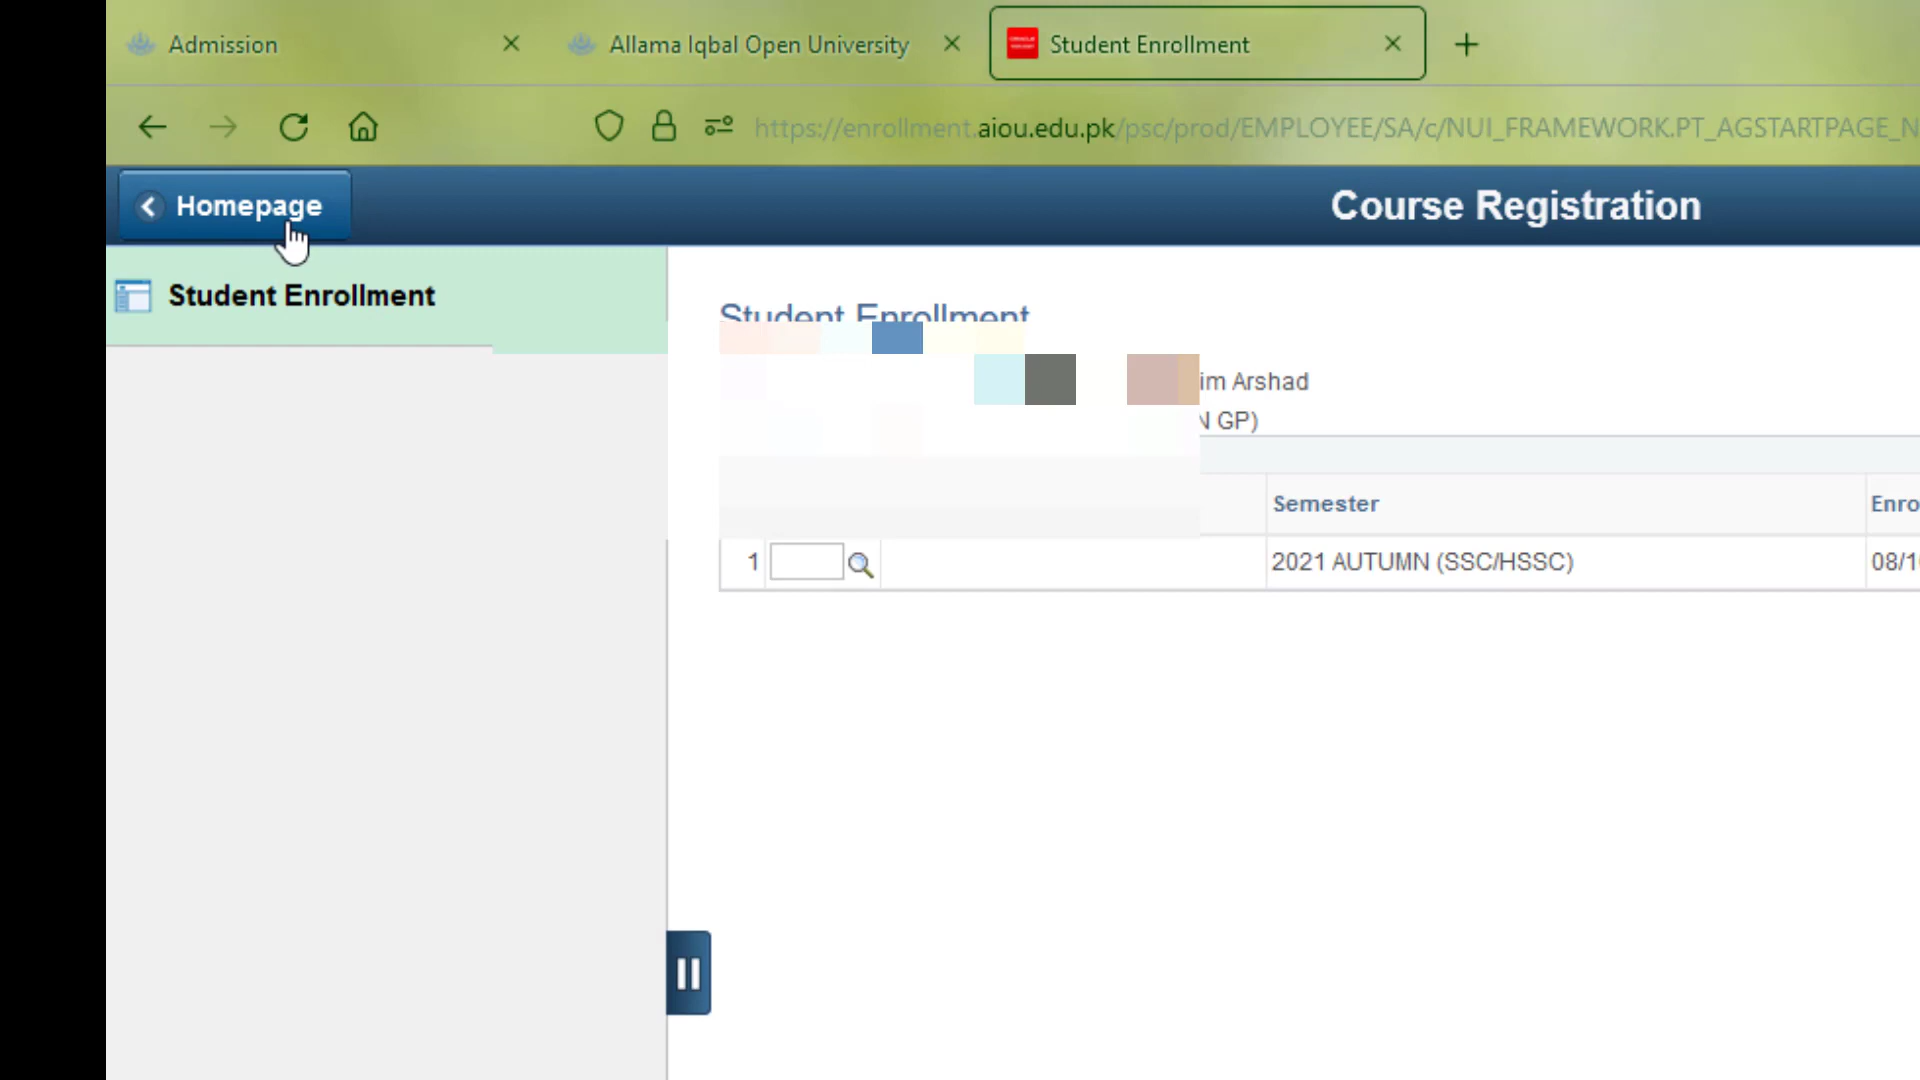 Admission
Allama Iqbal Open University
Student Enrollment
https://enrollment.aiou.edu.pk/psc/prod/EMPLOYEE/SA/c/NUI_FRAMEWORK.PT_AGSTARTPAGE_N
Homepage
Course Registration
Student Enrollment
Student Enrollment
im Arshad
N GP)
Semester
Enro
1
2021 AUTUMN (SSC/HSSC)
08/1